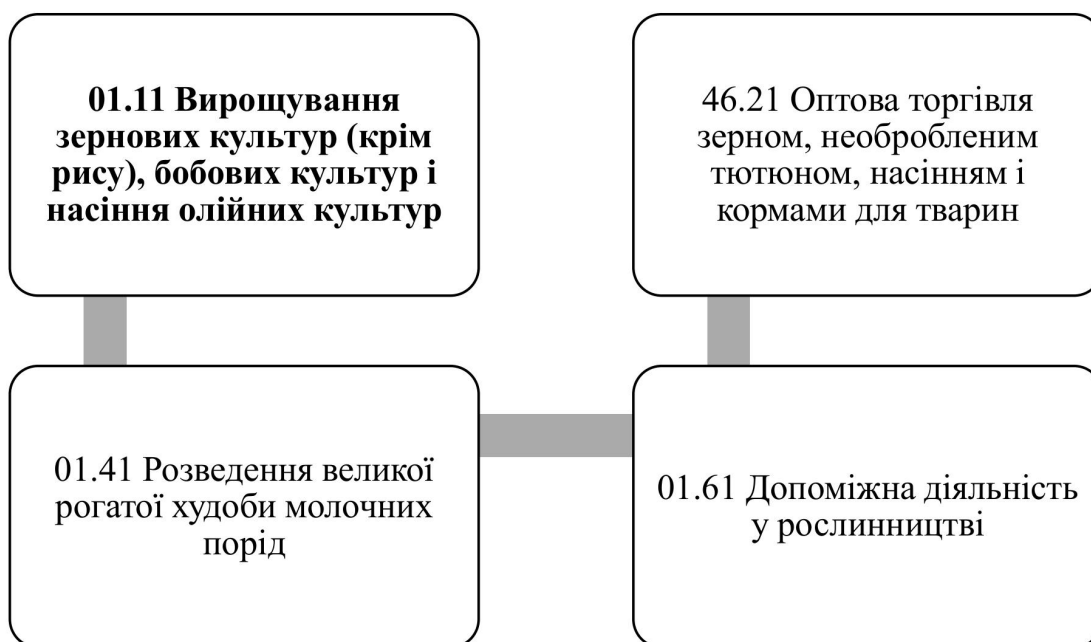 01.11 Вирощування
зернових культур (крім
рису), бобових культур і
насіння олійних культур
01.41 Розведення великої
рогатої худоби молочних
порід
01.61 Допоміжна діяльність
у рослинництві
46.21 Оптова торгівля
зерном, необробленим
тютюном, насінням і
кормами для тварин